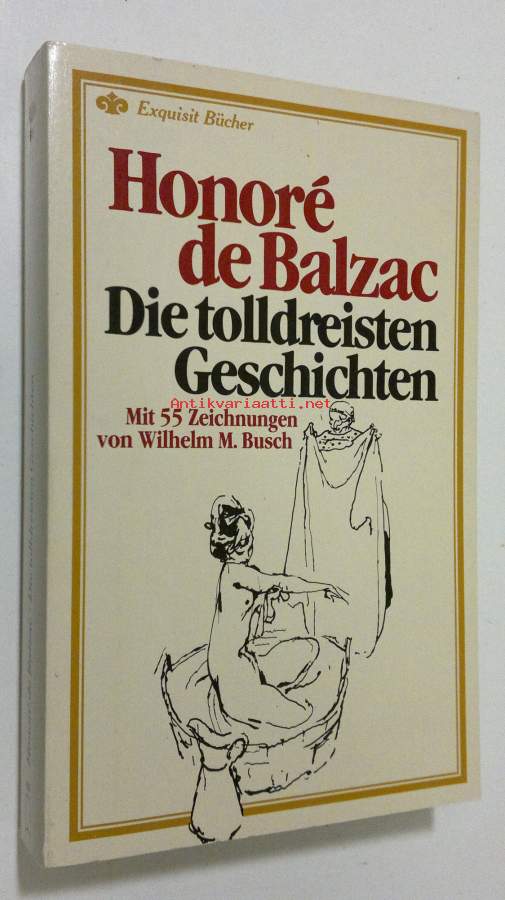 Exquisit Bücher
Honoré
de Balzac
Die tolldreisten
Geschichten
Antikvariaatti.net
Mit 55 Zeichnungen
von Wilhelm M. Busch